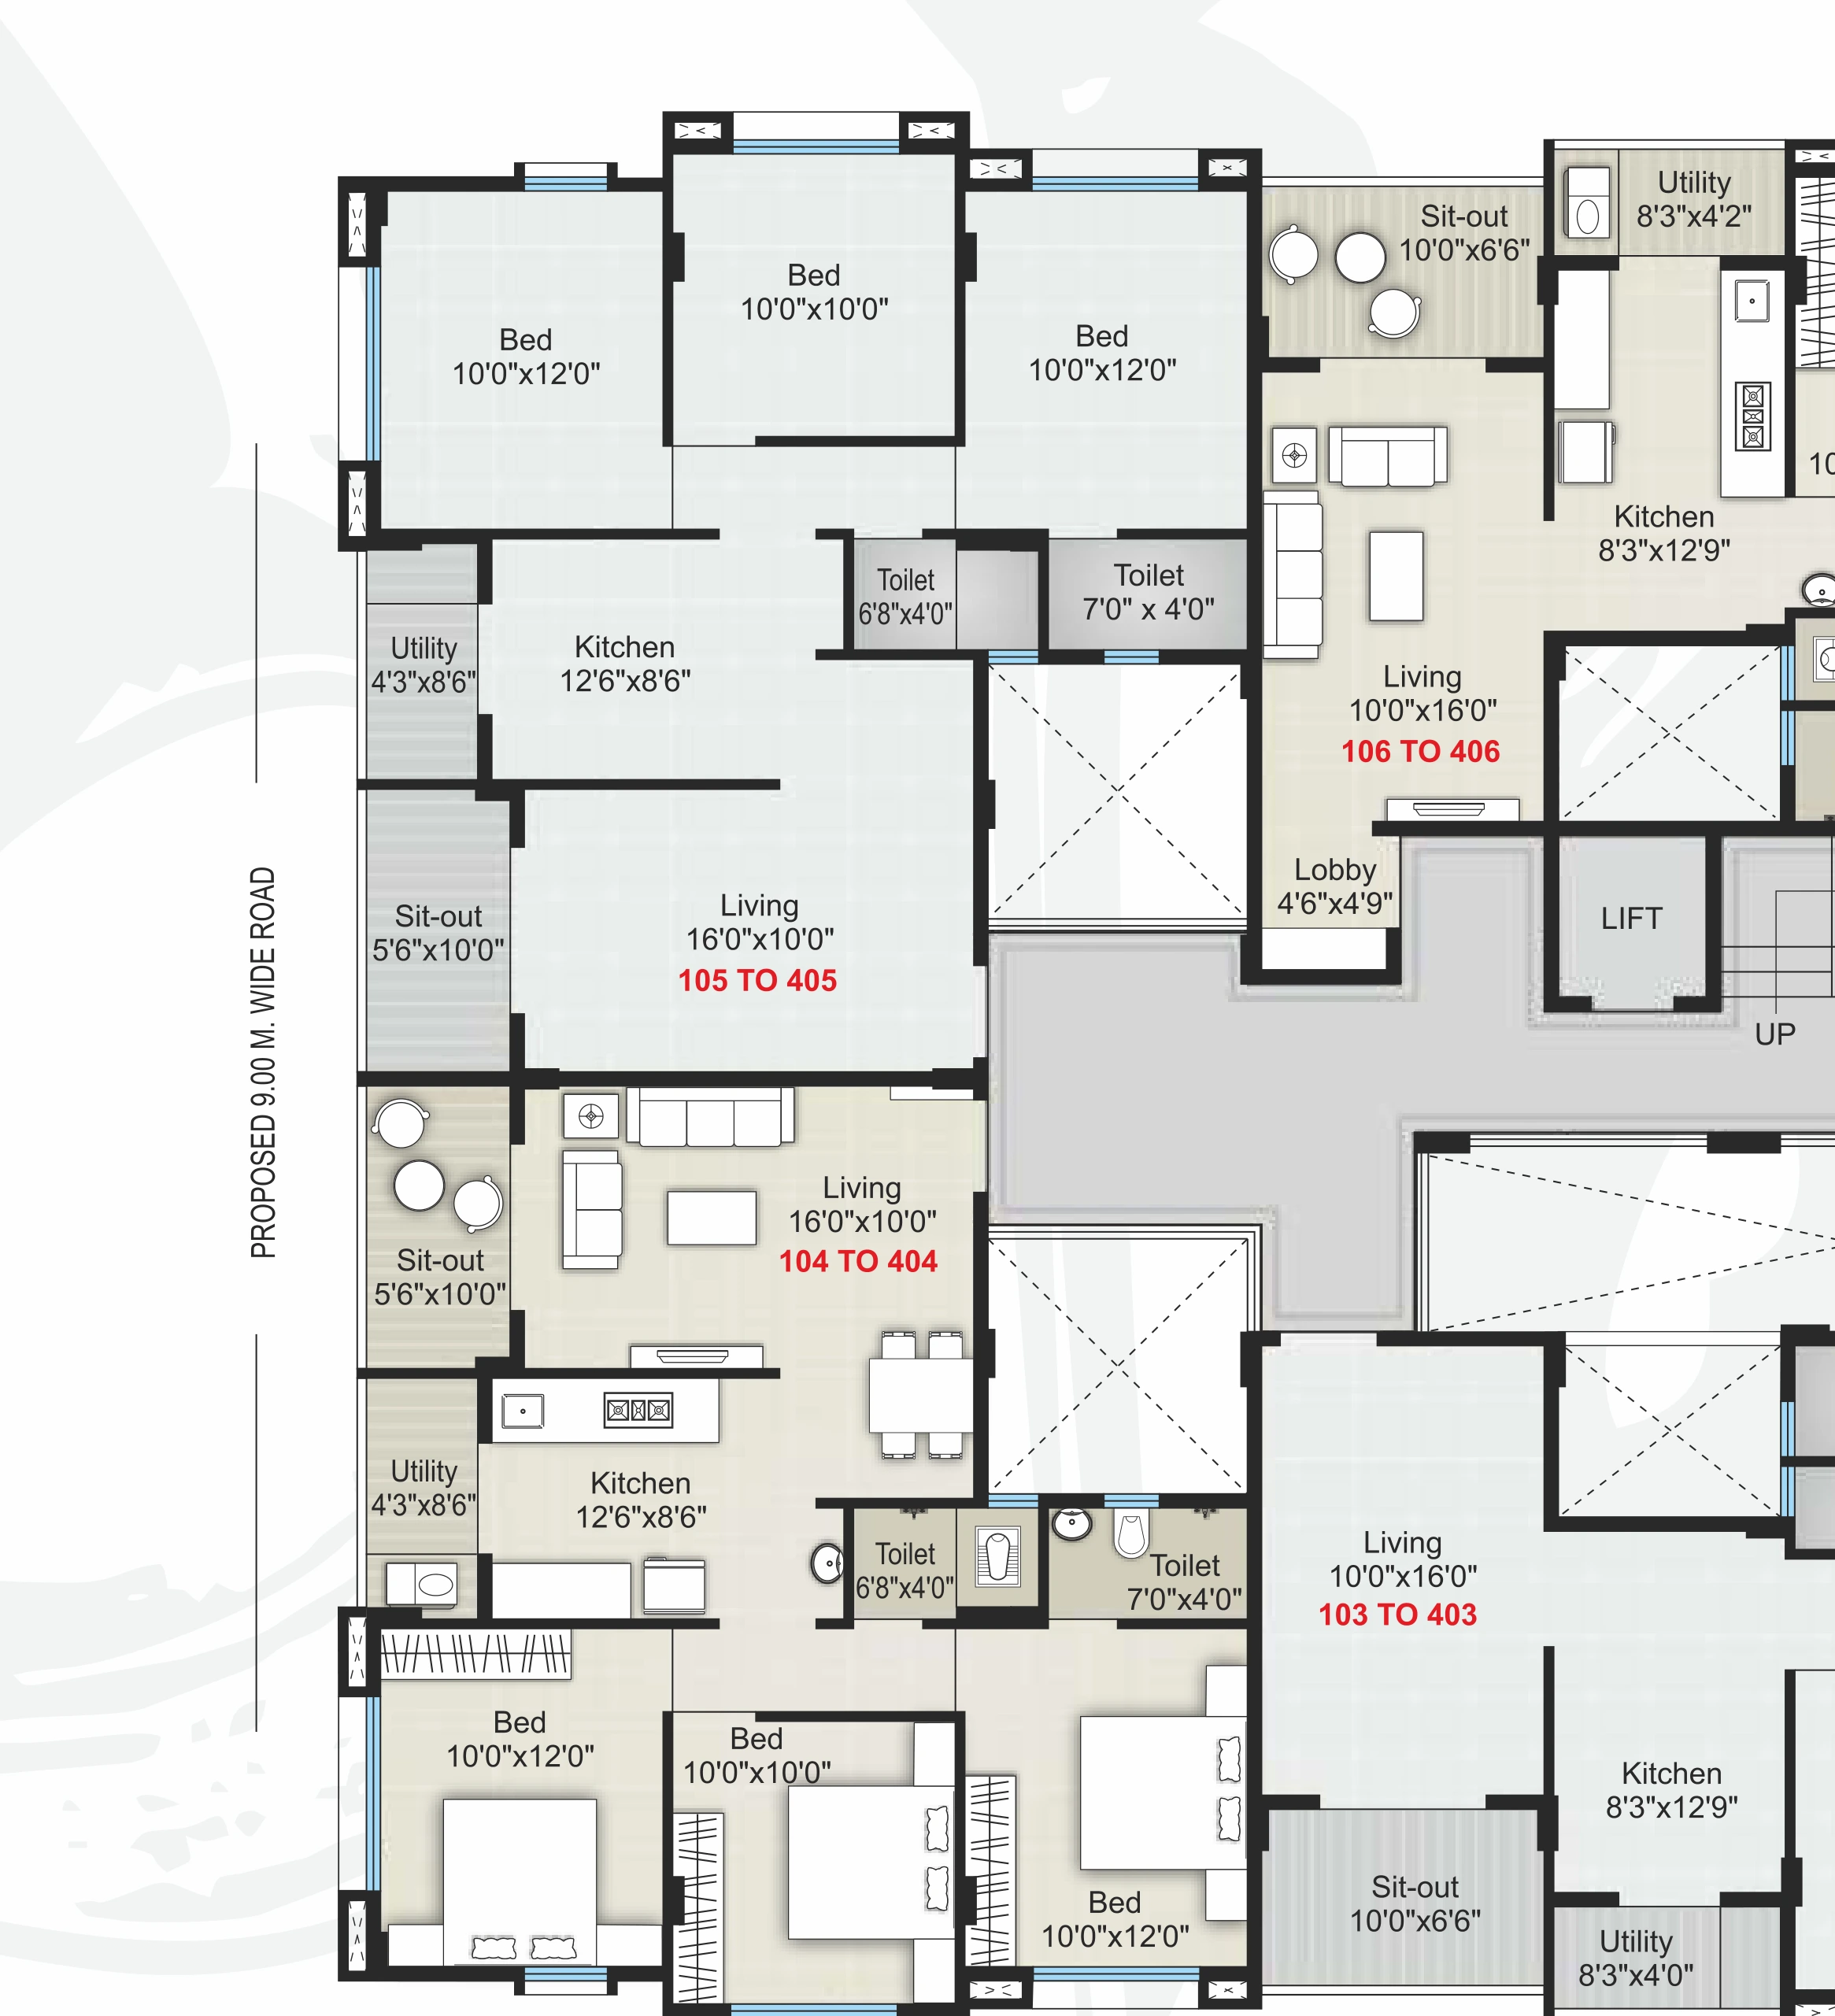 Utility
8'3"x4'2"
Sit-out
10'0"x6'6"
Bed
10'0"x10'0"
Bed
10'0"x12'0"
Bed
10'0"x12'0"
10
Kitchen
8'3"x12'9"
Toilet
6'8"x4'0"
Toilet
7'0" x 4'0"
Utility
4'3"x8'6"
Kitchen
12'6"x8'6"
Living
10'0"x16'0"
106 TO 406
Lobby
4'6"x4'9"
LIFT
UP
Sit-out
5'6"x10'0"
Living
16'0"x10'0"
105 TO 405
PROPOSED 9.00 M. WIDE ROAD
Living
16'0"x10'0"
104 TO 404
Sit-out
5'6"x10'0"
Utility
4'3"x8'6"
Kitchen
12'6"x8'6"
Toilet
6'8"x4'0"
Toilet
7'0"x4'0"
Living
10'0"x16'0"
103 TO 403
Bed
10'0"x12'0"
Bed
10'0"x10'0"
Bed
10'0"x12'0"
Kitchen
8'3"x12'9"
Sit-out
10'0"x6'6"
Utility
8'3"x4'0"